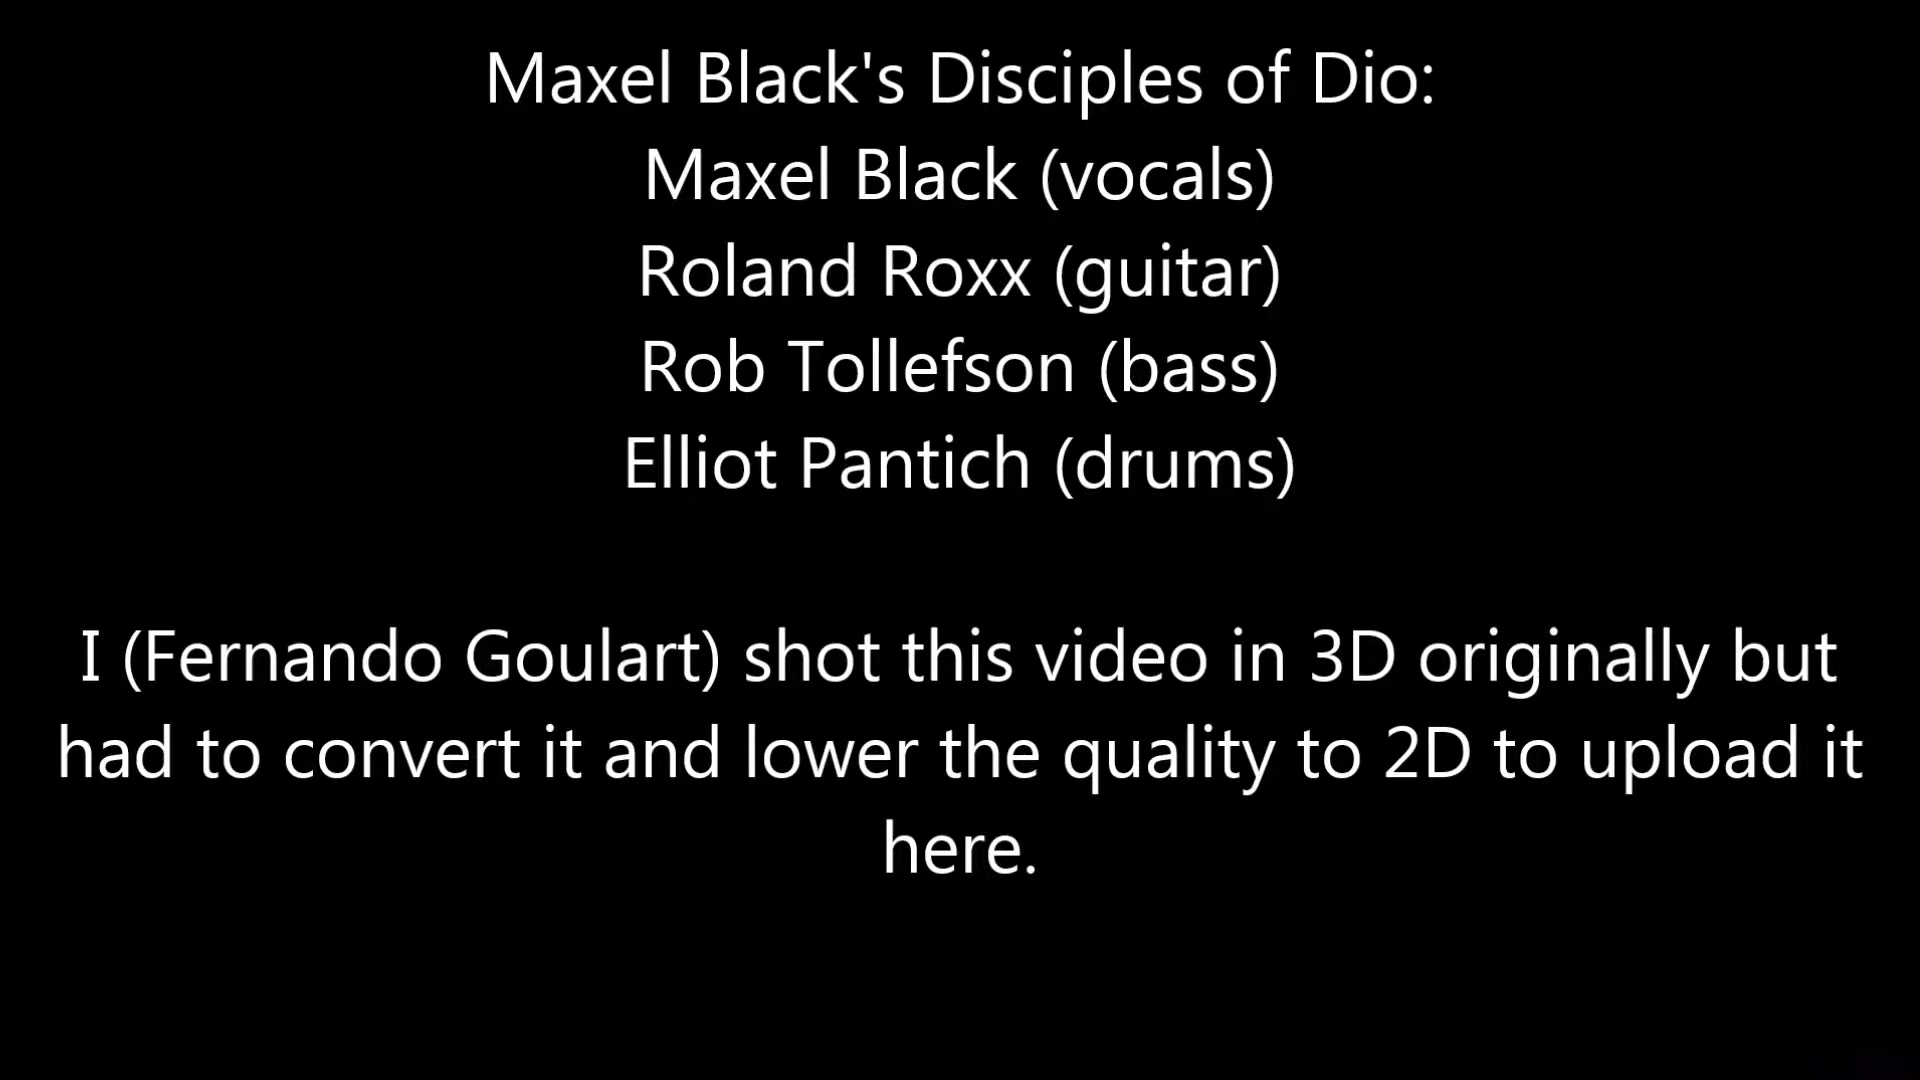 Maxel Black's Disciples of Dio:
Maxel Black (vocals)
Roland Roxx (guitar)
Rob Tollefson (bass)
Elliot Pantich (drums)
I (Fernando Goulart) shot this video in 3D originally but
had to convert it and lower the quality to 2D to upload it
here.